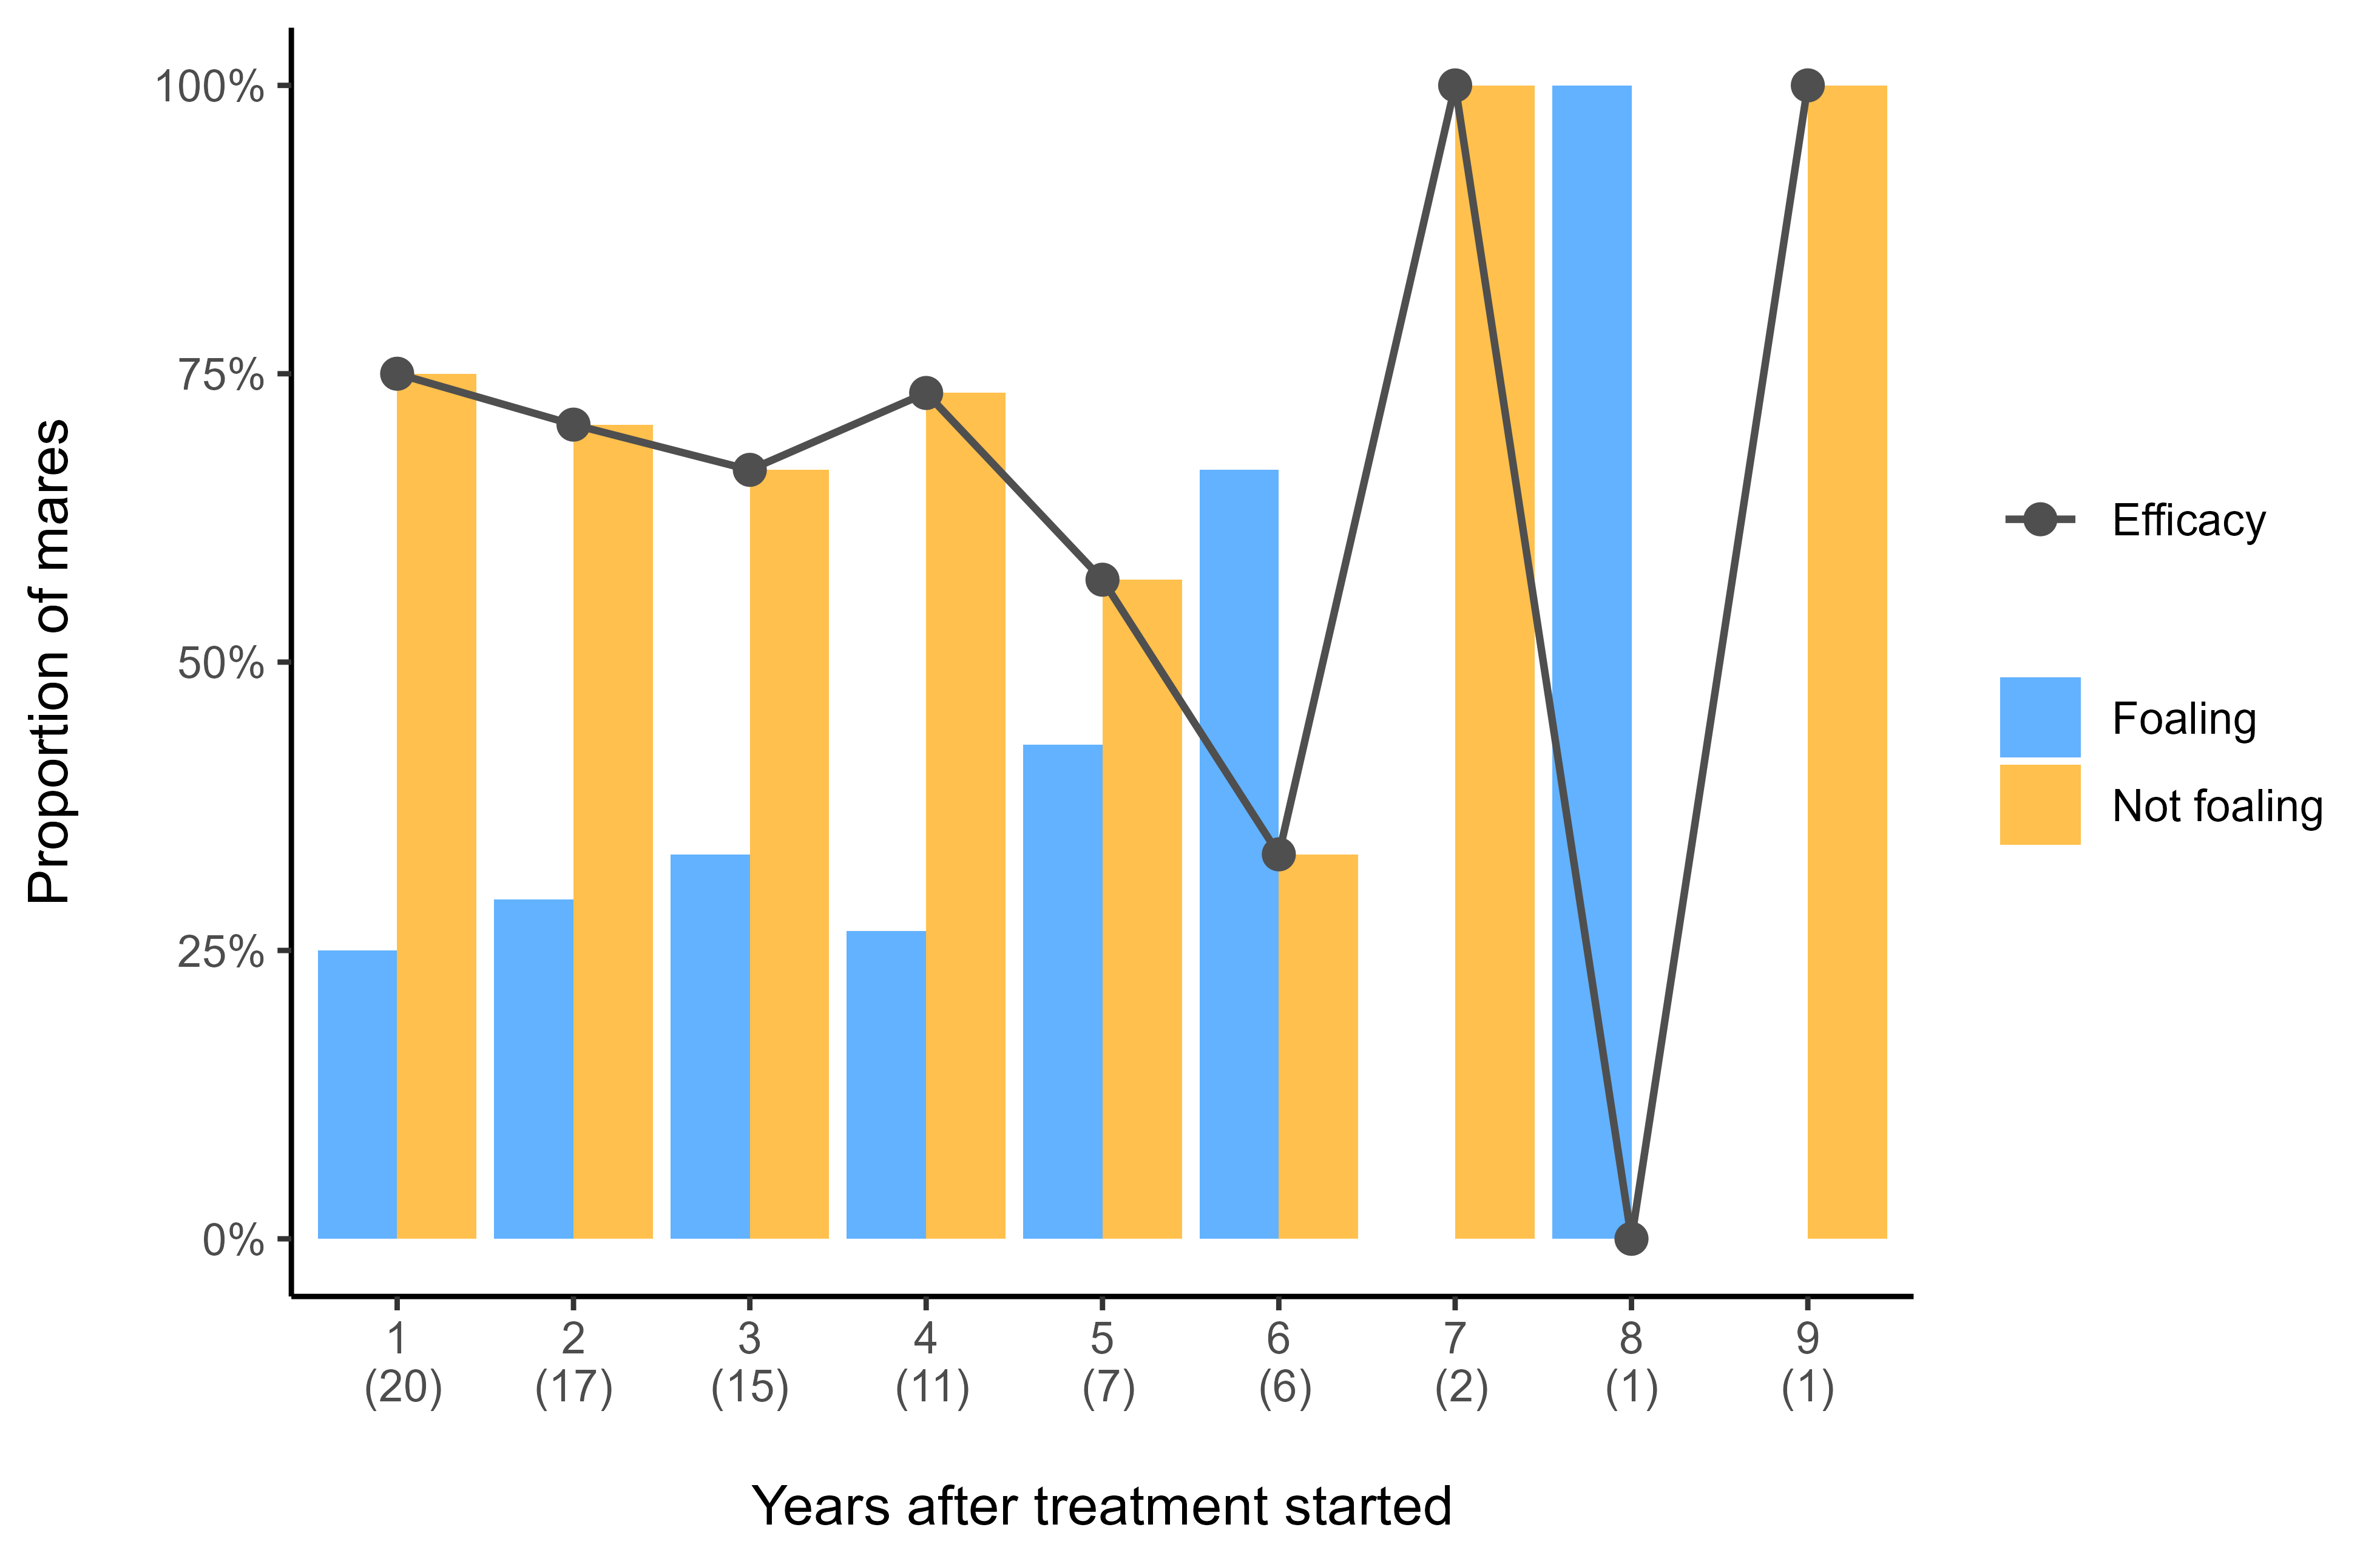 Proportion of mares
100%
75%
50%
25%
0%
1 2 3 4 5 6 7 8 9
(20) (17) (15) (11) (7) (6) (2) (1) (1)
Years after treatment started
Efficacy
Foaling
Not foaling